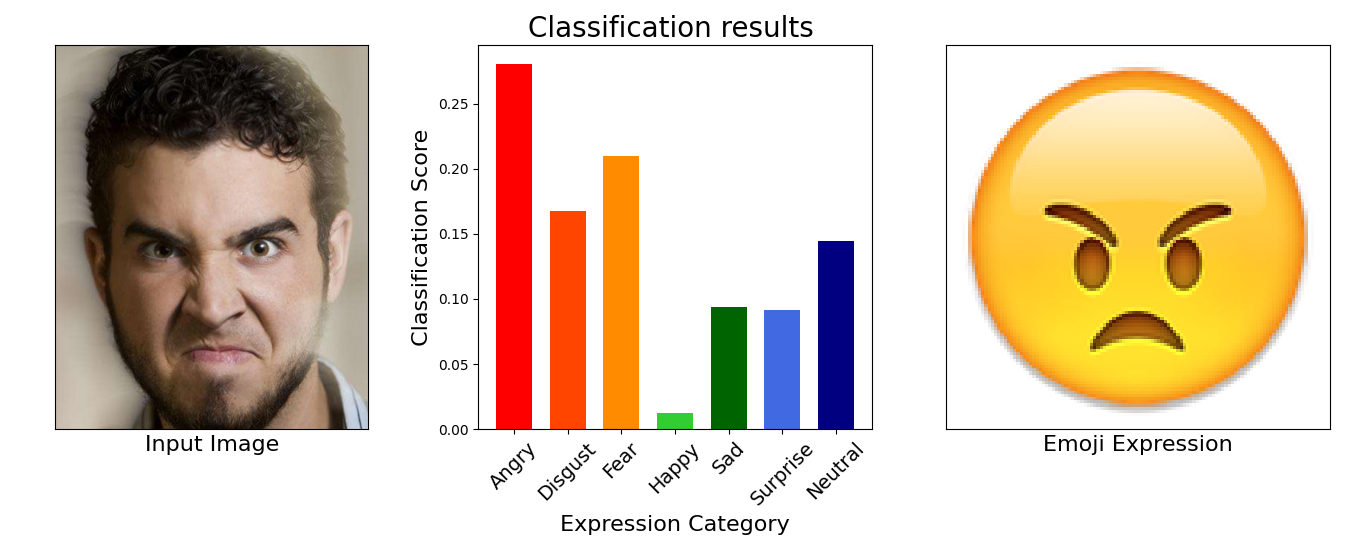 Classification results
Classification Score
0.25
0.20
0.15
0.10
0.05
0.00
Angry
Disgust
Fear
Happy
Sad
Surprise
Neutral
Expression Category
Input Image
Emoji Expression